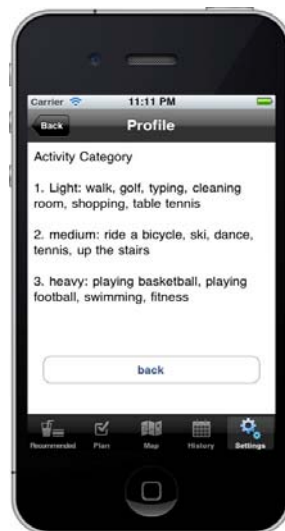 Carrier 11:11 PM
Back Profile
Activity Category
1. Light: walk, golf, typing, cleaning
room, shopping, table tennis
2. medium: ride a bicycle, ski, dance,
tennis, up the stairs
3. heavy: playing basketball, playing
football, swimming, fitness
back
Recommended Plan Map History Settings